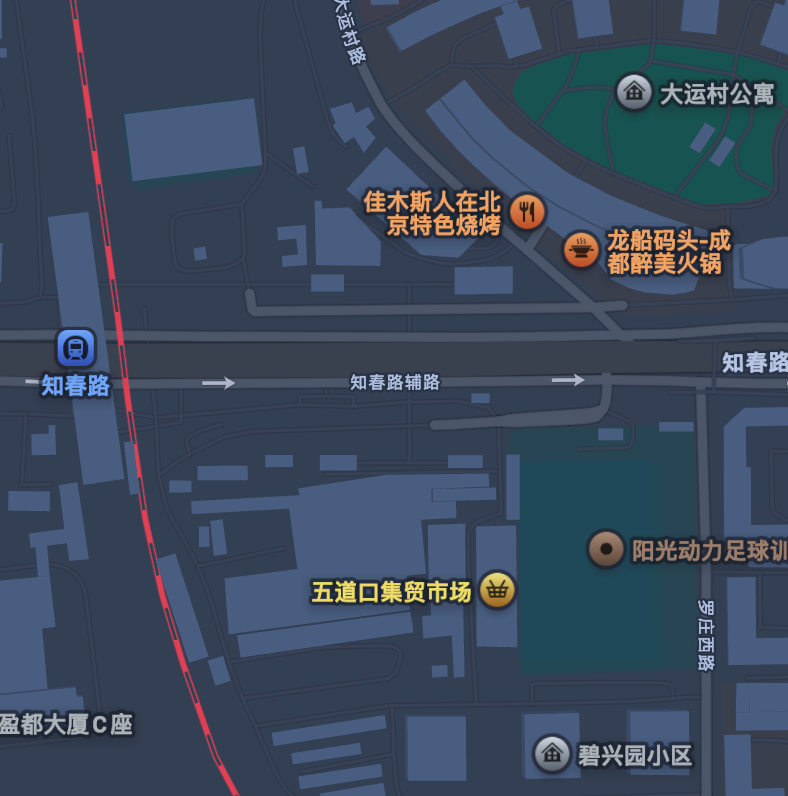 大运村路
大运村公寓
佳木斯人在北
京特色烧烤
龙船码头-成
都醉美火锅
知春路
知春路
知春路辅路
阳光动力足球训
五道口集贸市场
罗庄西路
盈都大厦C座
碧兴园小区